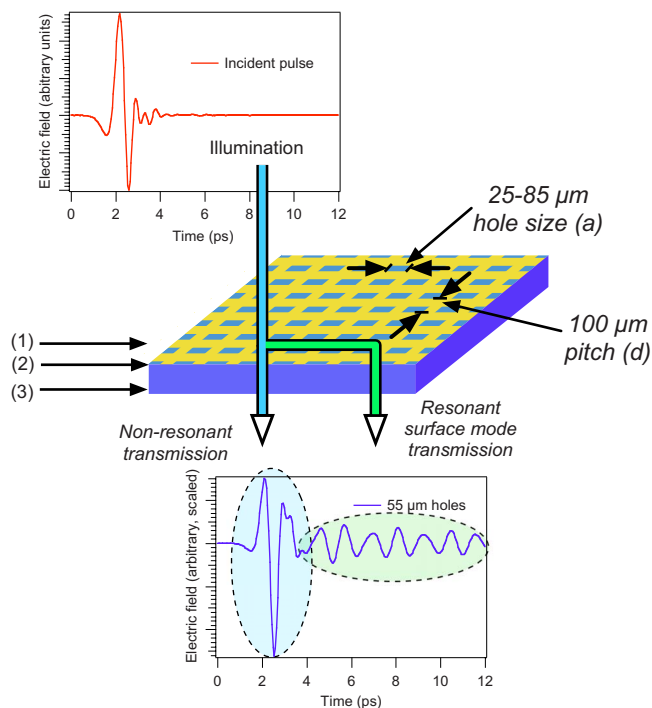 Electric field (abitrary units)
Incident pulse
0 2 4 6 8 10 12
Time (ps)
Illumination
25-85 µm
hole size (a)
100 µm
pitch (d)
(1)
(2)
(3)
Non-resonant
transmission
Resonant
surface mode
transmission
Electric field (arbitrary, scaled)
55 µm holes
0 2 4 6 8 10 12
Time (ps)